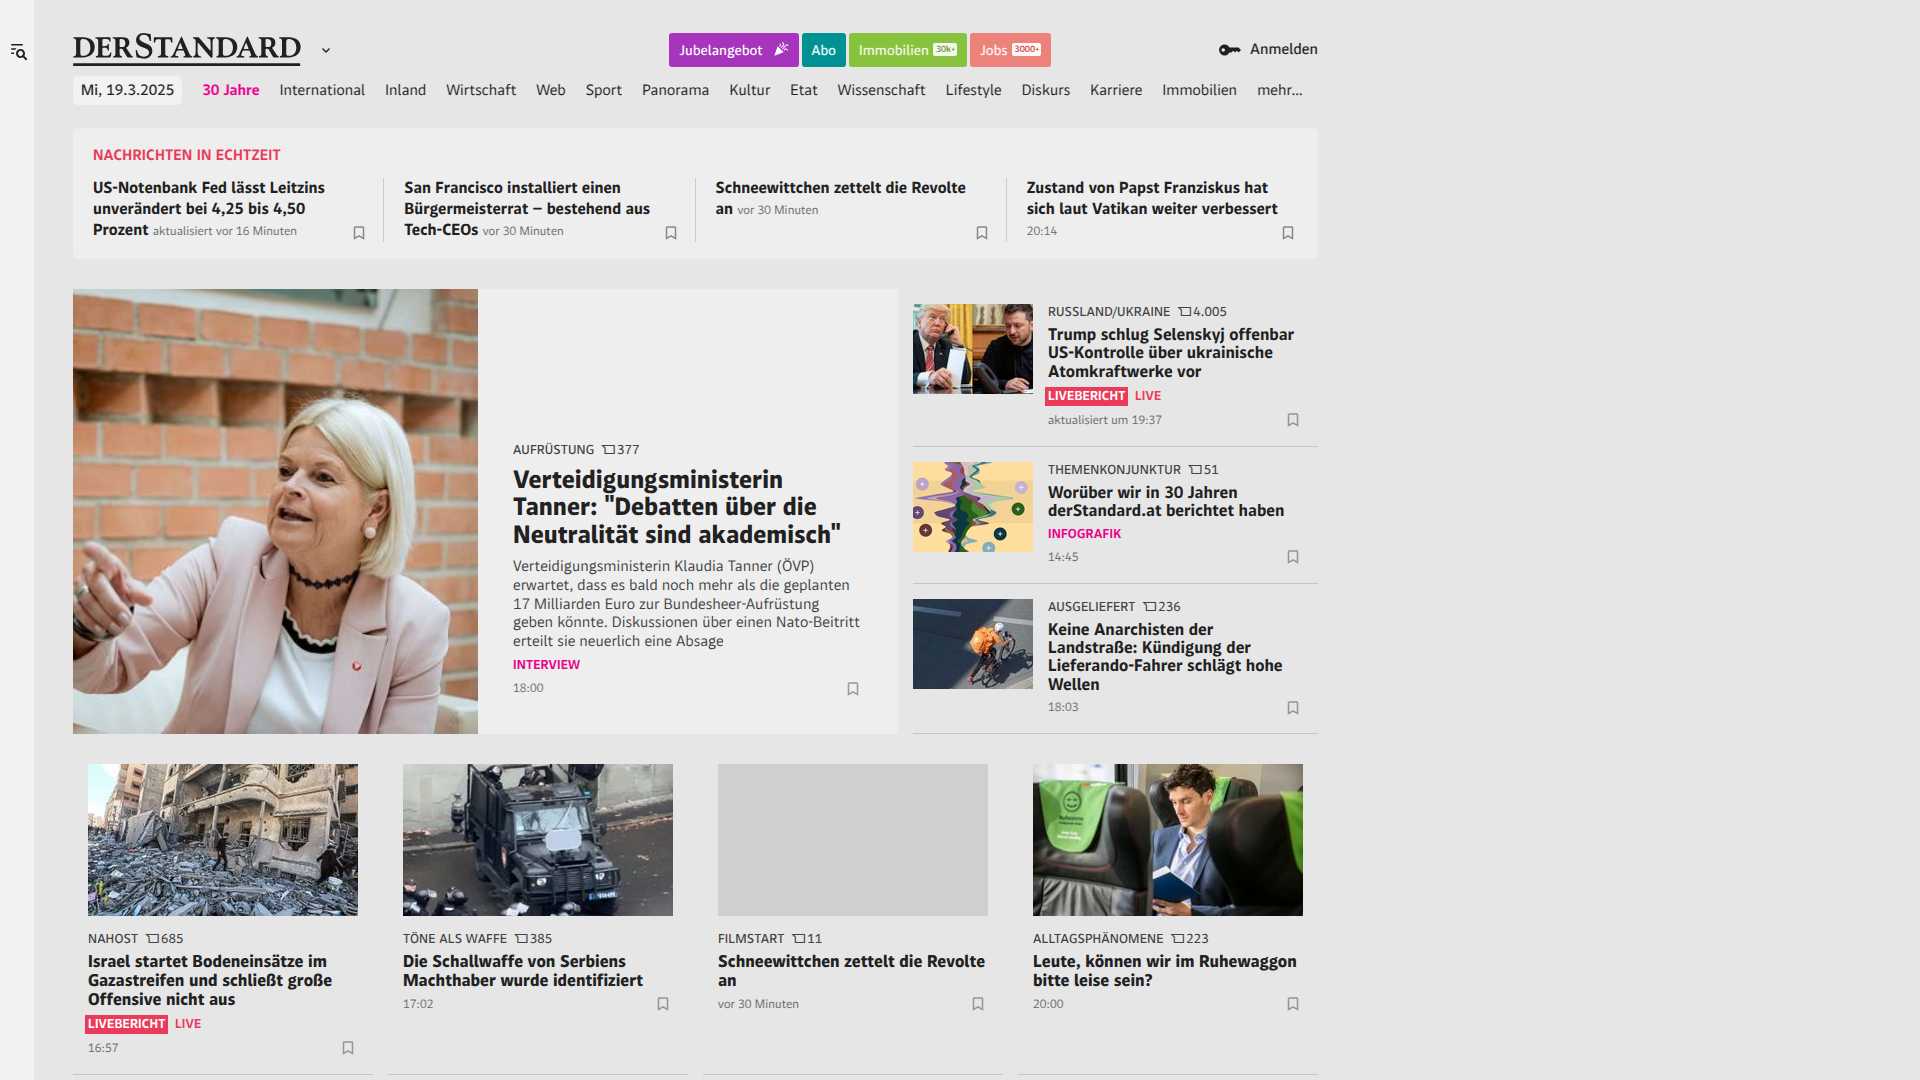 DERSTANDARD
Jubelangebot
Abo
Immobilien 30k+
Jobs 3000+
Anmelden
Mi, 19.3.2025
30 Jahre
International
Inland
Wirtschaft
Web
Sport
Panorama
Kultur
Etat
Wissenschaft
Lifestyle
Diskurs
Karriere
Immobilien
mehr...
NACHRICHTEN IN ECHTZEIT
US-Notenbank Fed lässt Leitzins
unverändert bei 4,25 bis 4,50
Prozent aktualisiert vor 16 Minuten
San Francisco installiert einen
Bürgermeisterrat – bestehend aus
Tech-CEOs vor 30 Minuten
Schneewittchen zettelt die Revolte
an vor 30 Minuten
Zustand von Papst Franziskus hat
sich laut Vatikan weiter verbessert
20:14
AUFRÜSTUNG 377
Verteidigungsministerin
Tanner: "Debatten über die
Neutralität sind akademisch"
Verteidigungsministerin Klaudia Tanner (ÖVP)
erwartet, dass es bald noch mehr als die geplanten
17 Milliarden Euro zur Bundesheer-Aufrüstung
geben könnte. Diskussionen über einen Nato-Beitritt
erteilt sie neuerlich eine Absage
INTERVIEW
18:00
RUSSLAND/UKRAINE 4.005
Trump schlug Selenskyj offenbar
US-Kontrolle über ukrainische
Atomkraftwerke vor
LIVEBERICHT LIVE
aktualisiert um 19:37
THEMENKONJUNKTUR 51
Worüber wir in 30 Jahren
derStandard.at berichtet haben
INFOGRAFIK
14:45
AUSGELIEFERT 236
Keine Anarchisten der
Landstraße: Kündigung der
Lieferando-Fahrer schlägt hohe
Wellen
18:03
NAHOST 685
Israel startet Bodeneinsätze im
Gazastreifen und schließt große
Offensive nicht aus
LIVEBERICHT LIVE
16:57
TÖNE ALS WAFFE 385
Die Schallwaffe von Serbiens
Machthaber wurde identifiziert
17:02
FILMSTART 11
Schneewittchen zettelt die Revolte
an
vor 30 Minuten
ALLTAGSPHÄNOMENE 223
Leute, können wir im Ruhewaggon
bitte leise sein?
20:00